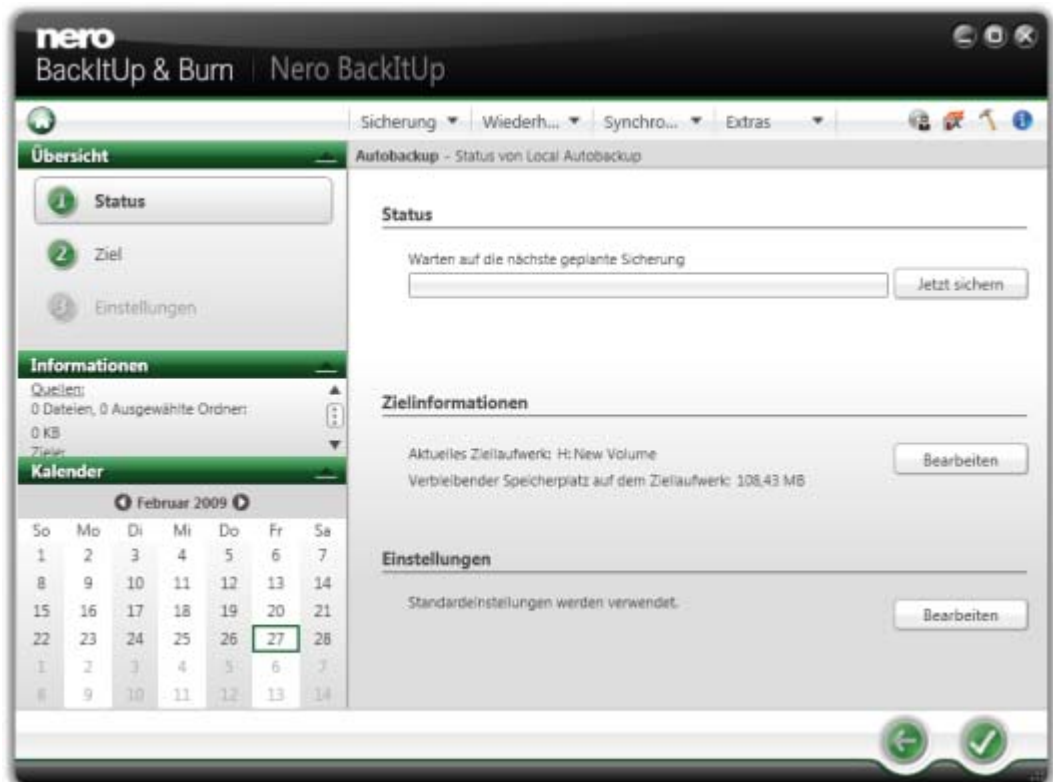 nero
BackItUp & Burn | Nero BackItUp
Sicherung Wiederh... Synchro... Extras
Übersicht
Autobackup – Status von Local Autobackup
1 Status
2 Ziel
3 Einstellungen
Informationen
Quellen:
0 Dateien, 0 Ausgewählte Ordner:
0 KB
Ziele:
Kalender
Februar 2009
So Mo Di Mi Do Fr Sa
1 2 3 4 5 6 7
8 9 10 11 12 13 14
15 16 17 18 19 20 21
22 23 24 25 26 27 28
1 2 3 4 5 6 7
8 9 10 11 12 13 14
Status
Warten auf die nächste geplante Sicherung
Jetzt sichern
Zielinformationen
Aktuelles Ziellaufwerk: H: New Volume
Verbleibender Speicherplatz auf dem Ziellaufwerk: 108,43 MB
Bearbeiten
Einstellungen
Standardeinstellungen werden verwendet.
Bearbeiten